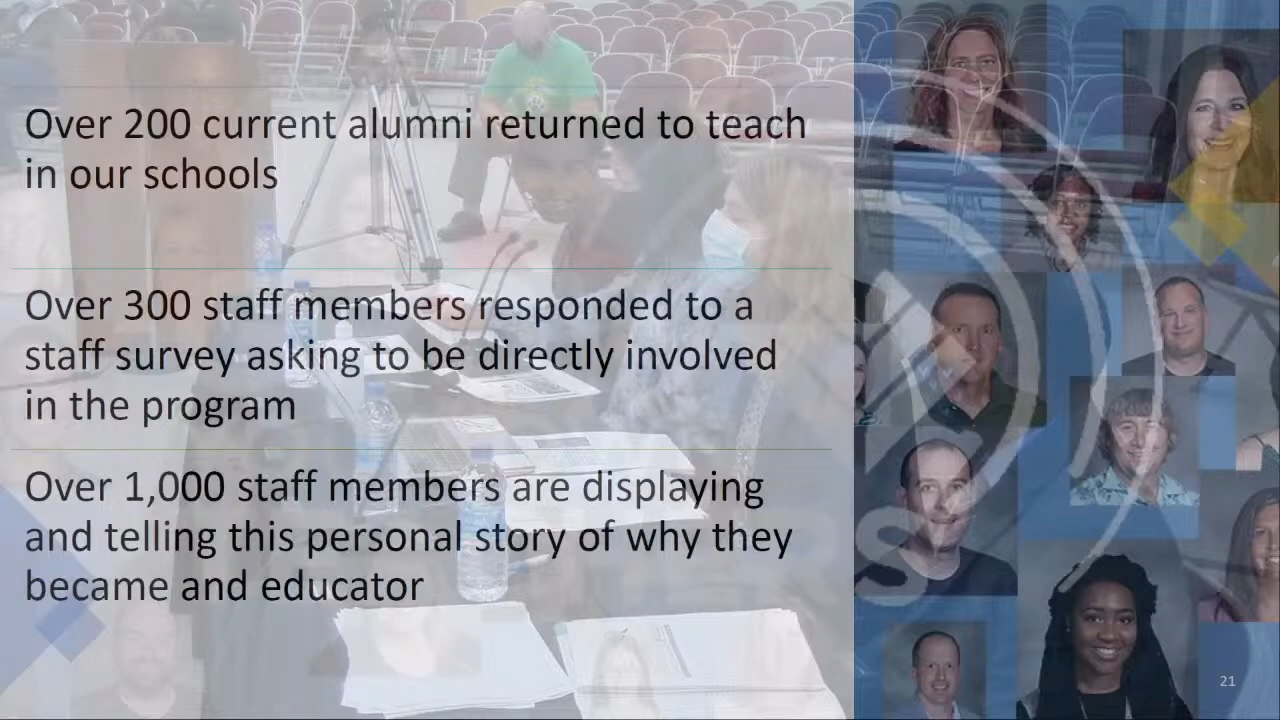 Over 200 current alumni returned to teach
in our schools
Over 300 staff members responded to a
staff survey asking to be directly involved
in the program
Over 1,000 staff members are displaying
and telling this personal story of why they
became and educator
21